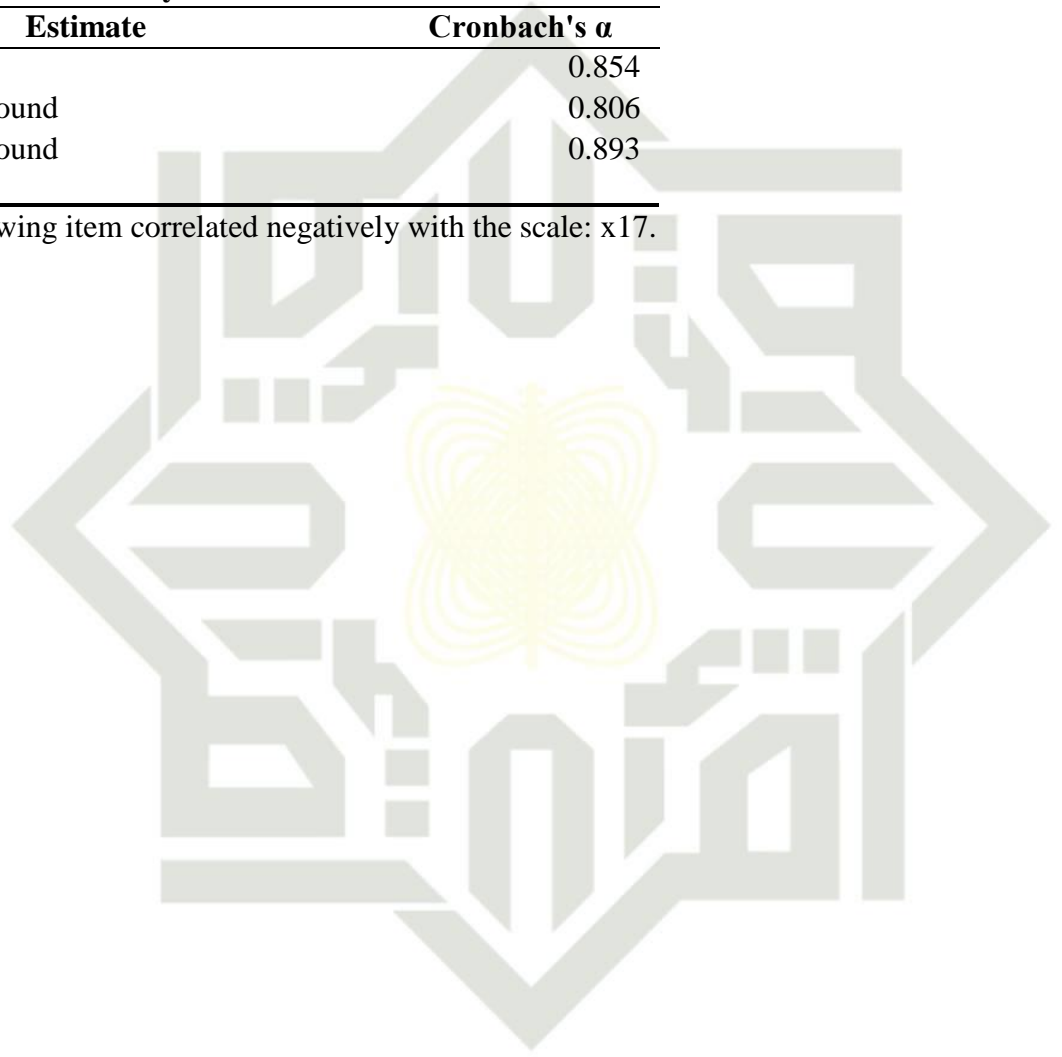 Estimate Cronbach's α
0.854
ound 0.806
ound 0.893
wing item correlated negatively with the scale: x17.